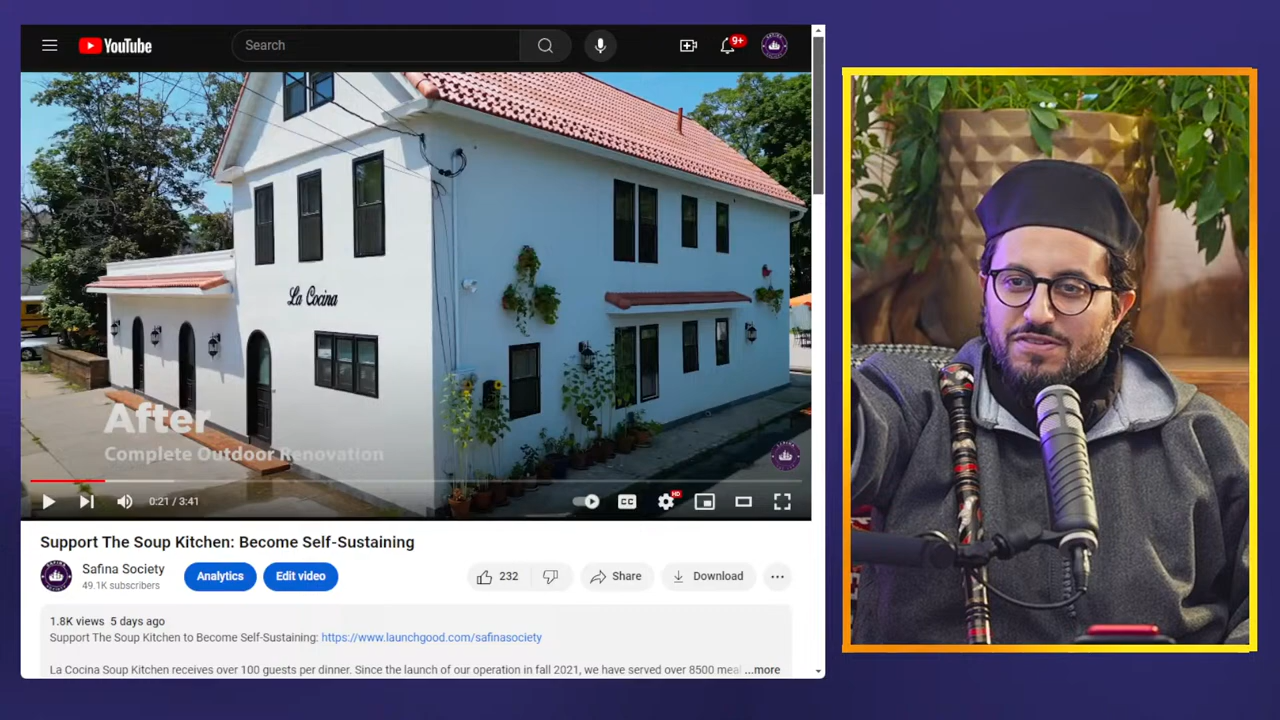 YouTube
Search
9+
La Cocina
After
Complete Outdoor Renovation
0:21 / 3:41
CC
HD
Support The Soup Kitchen: Become Self-Sustaining
Safina Society
49.1K subscribers
Analytics
Edit video
232
Share
Download
1.8K views 5 days ago
Support The Soup Kitchen to Become Self-Sustaining: https://www.launchgood.com/safinasociety
La Cocina Soup Kitchen receives over 100 guests per dinner. Since the launch of our operation in fall 2021, we have served over 8500 meal ...more